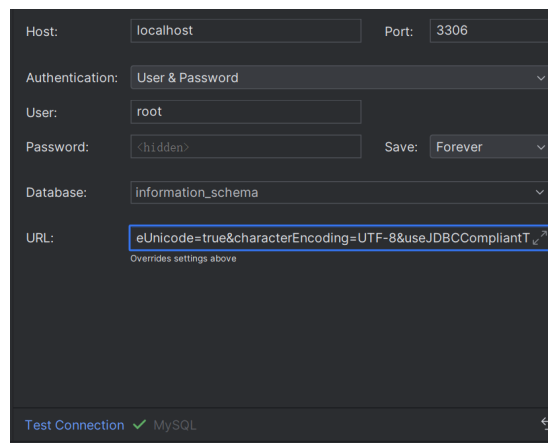 Host: localhost Port: 3306
Authentication: User & Password
User: root
Password: <hidden> Save: Forever
Database: information_schema
URL: eUnicode=true&characterEncoding=UTF-8&useJDBCCompliantT
Overrides settings above
Test Connection MySQL